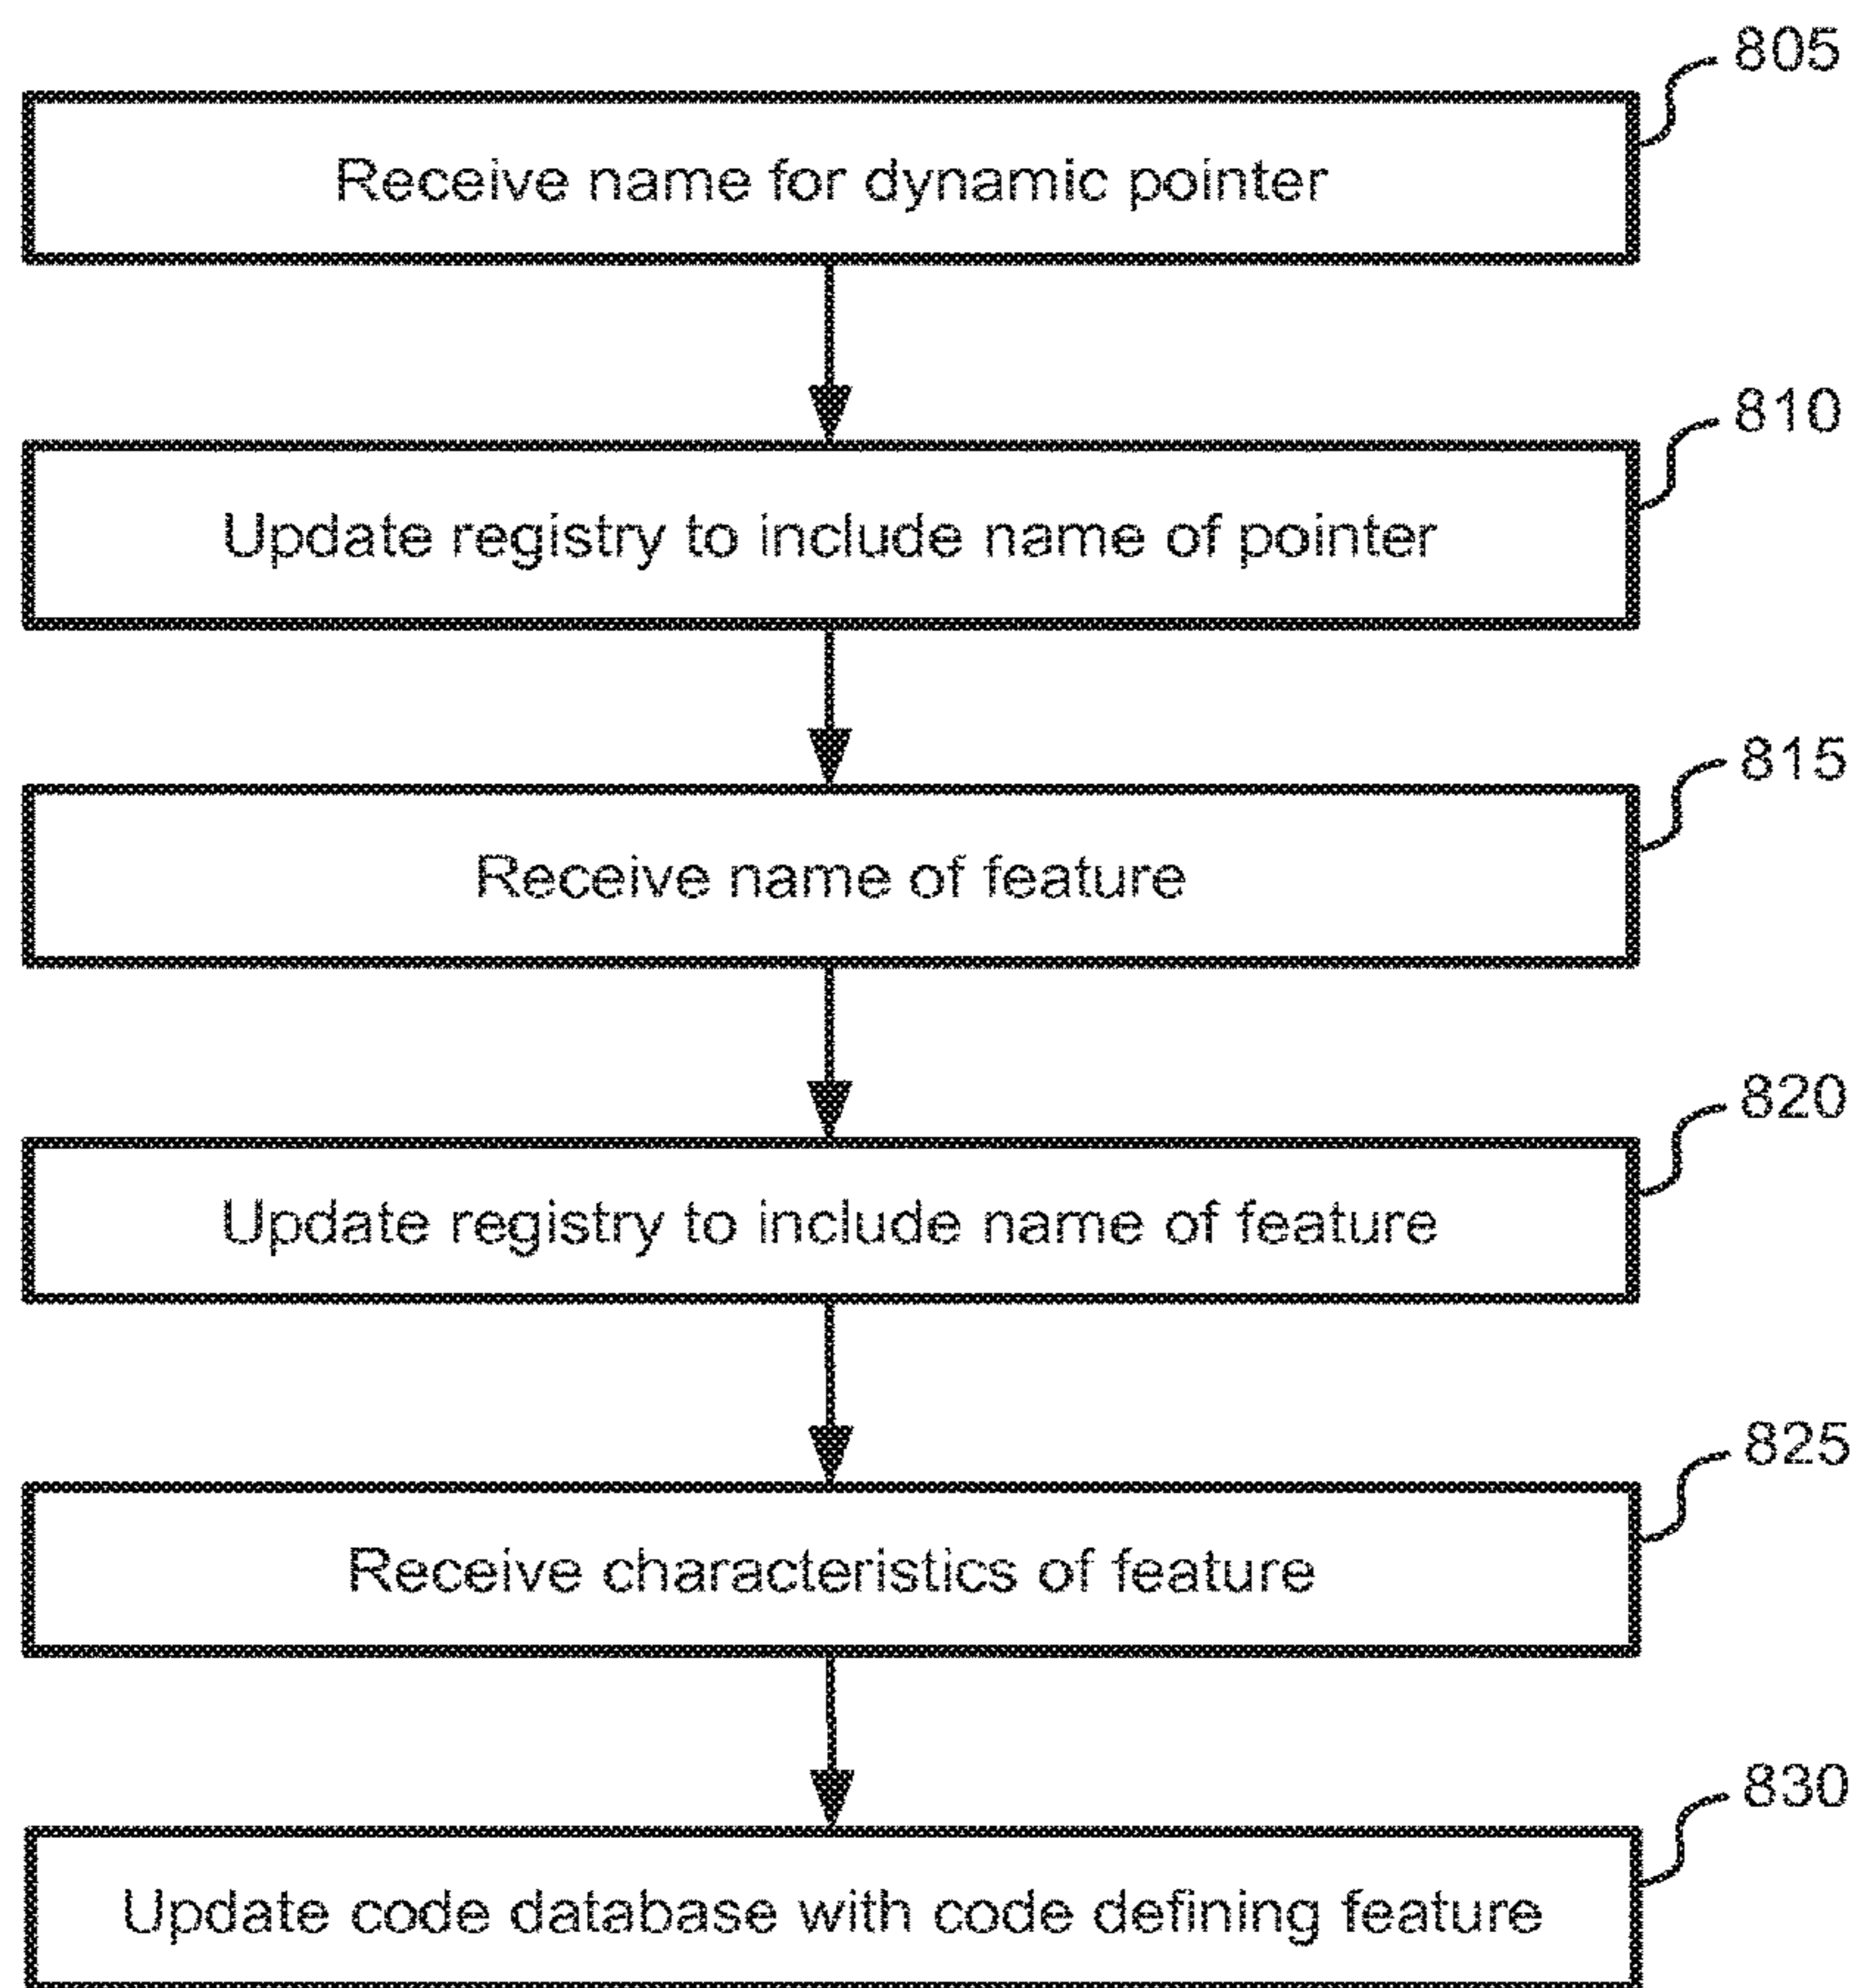 805
Receive name for dynamic pointer
810
Update registry to include name of pointer
815
Receive name of feature
820
Update registry to include name of feature
825
Receive characteristics of feature
830
Update code database with code defining feature